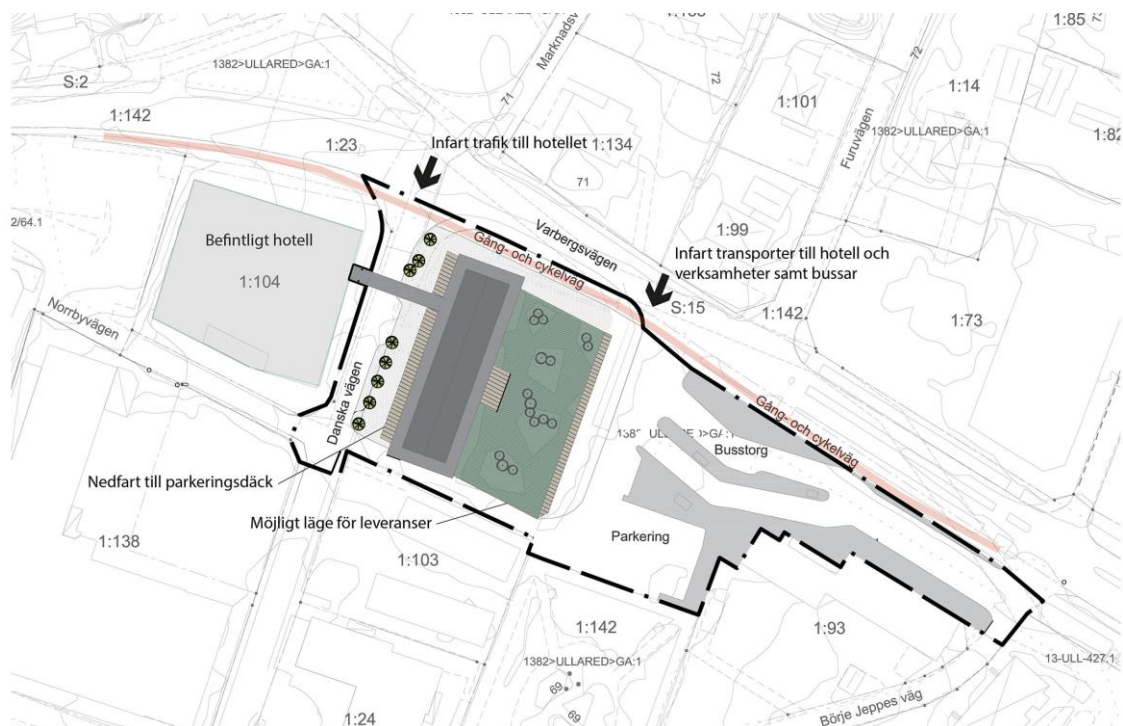 1382>ULLARED>GA:1
S:2
1:142
1:23
71
Marknadsv
72
1:101
Furuvägen
72
1:85
1:14
1382>ULLARED>GA:1
1:82
Infart trafik till hotellet
1:134
71
2/64.1
Befintligt hotell
1:104
Varbergsvägen
1:99
Gång- och cykelväg
Infart transporter till hotell och
verksamheter samt bussar
S:15
1:142
1:73
Norrbyvägen
Danska vägen
Gång- och cykelväg
Busstorg
Nedfart till parkeringsdäck
Möjligt läge för leveranser
Parkering
1:138
1:103
1:142
1:93
1382>ULLARED>GA:1
69
69
13-ULL-427.1
1:24
Börje Jeppes väg